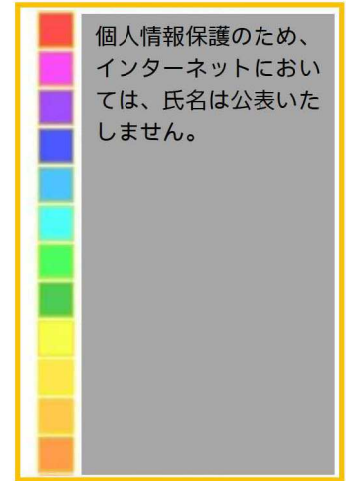 個人情報保護のため、
インターネットにおい
ては、氏名は公表いた
しません。